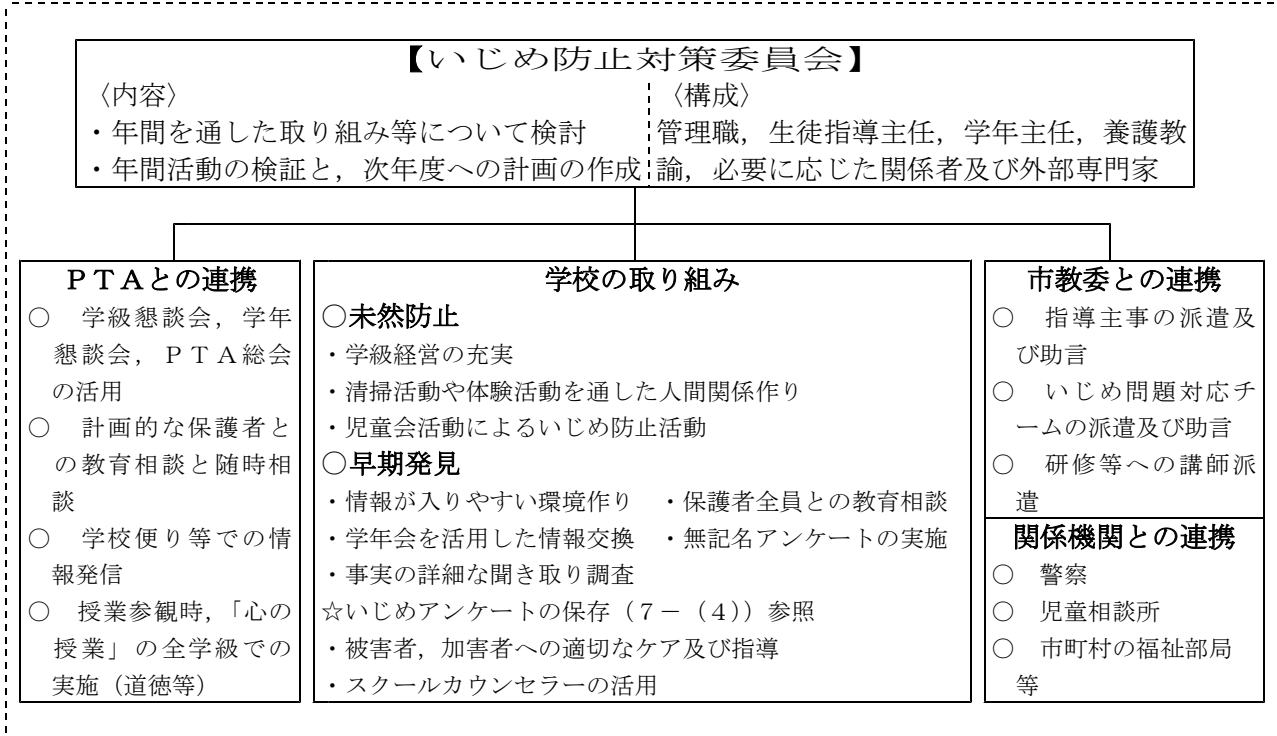 【いじめ防止対策委員会】
〈内容〉
・年間を通した取り組み等について検討
・年間活動の検証と，次年度への計画の作成
〈構成〉
管理職，生徒指導主任，学年主任，養護教
諭，必要に応じた関係者及び外部専門家
ＰＴＡとの連携
○　学級懇談会，学年
懇談会，ＰＴＡ総会
の活用
○　計画的な保護者と
の教育相談と随時相
談
○　学校便り等での情
報発信
○　授業参観時，「心の
授業」の全学級での
実施（道徳等）
学校の取り組み
○未然防止
・学級経営の充実
・清掃活動や体験活動を通した人間関係作り
・児童会活動によるいじめ防止活動
○早期発見
・情報が入りやすい環境作り　・保護者全員との教育相談
・学年会を活用した情報交換　・無記名アンケートの実施
・事実の詳細な聞き取り調査
☆いじめアンケートの保存（７－（４））参照
・被害者，加害者への適切なケア及び指導
・スクールカウンセラーの活用
市教委との連携
○　指導主事の派遣及
び助言
○　いじめ問題対応チ
ームの派遣及び助言
○　研修等への講師派
遣
関係機関との連携
○　警察
○　児童相談所
○　市町村の福祉部局
等